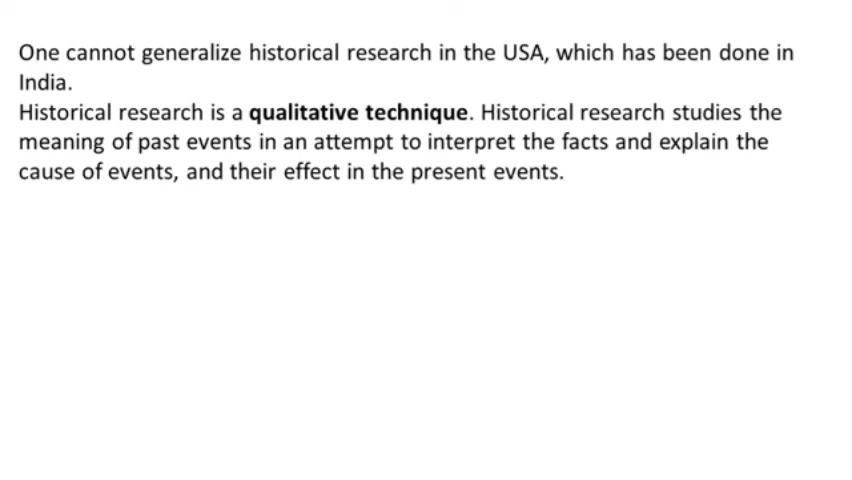 One cannot generalize historical research in the USA, which has been done in
India.
Historical research is a qualitative technique. Historical research studies the
meaning of past events in an attempt to interpret the facts and explain the
cause of events, and their effect in the present events.